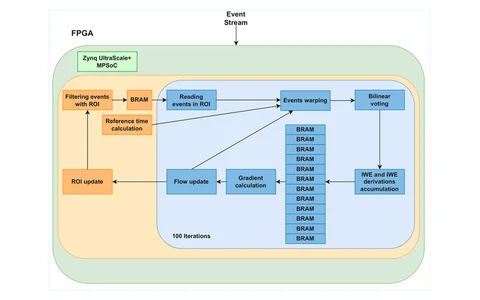 Event
Stream
FPGA
Zynq UltraScale+
MPSoC
Filtering events
with ROI
BRAM
Reading
events in ROI
Events warping
Bilinear
voting
Reference time
calculation
BRAM
BRAM
BRAM
BRAM
BRAM
BRAM
BRAM
BRAM
BRAM
BRAM
BRAM
BRAM
ROI update
Flow update
Gradient
calculation
IWE and IWE
derivations
accumulation
100 Iterations